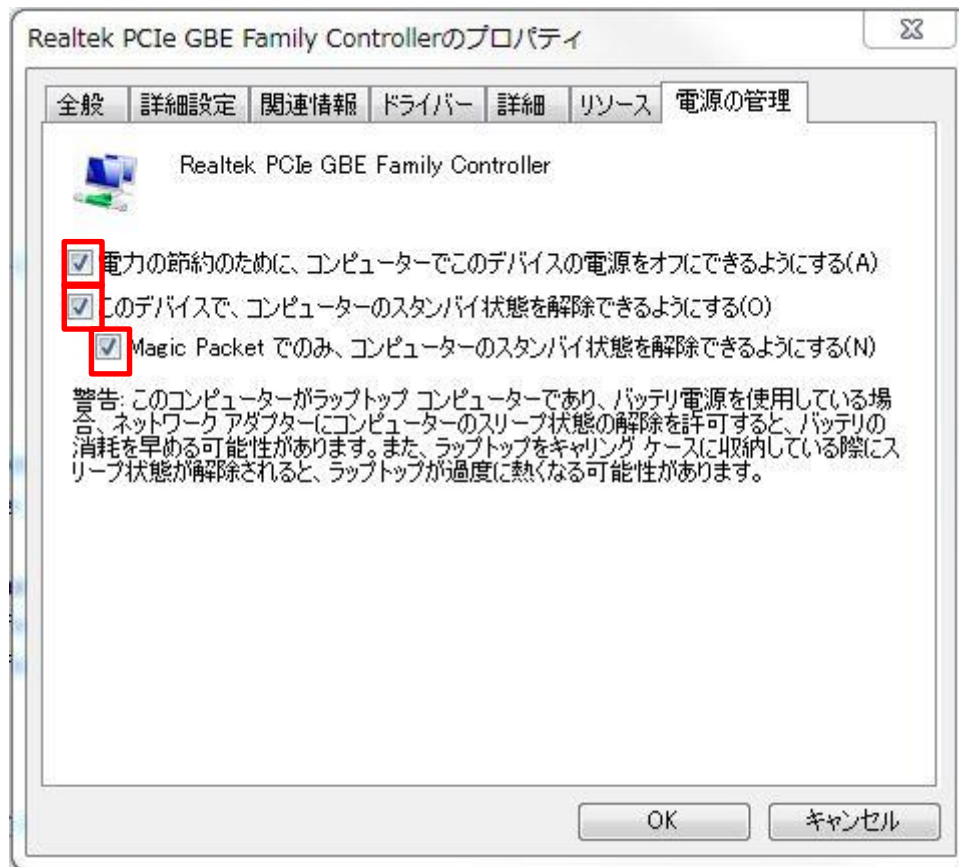 Realtek PCIe GBE Family Controllerのプロパティ
全般 詳細設定 関連情報 ドライバー 詳細 リソース 電源の管理
Realtek PCIe GBE Family Controller
電力の節約のために、コンピューターでこのデバイスの電源をオフにできるようにする(A)
このデバイスで、コンピューターのスタンバイ状態を解除できるようにする(O)
Magic Packet でのみ、コンピューターのスタンバイ状態を解除できるようにする(N)
警告: このコンピューターがラップトップ コンピューターであり、バッテリ電源を使用している場
合、ネットワーク アダプターにコンピューターのスリープ状態の解除を許可すると、バッテリの
消耗を早める可能性があります。また、ラップトップをキャリング ケースに収納している際にス
リープ状態が解除されると、ラップトップが過度に熱くなる可能性があります。
OK キャンセル